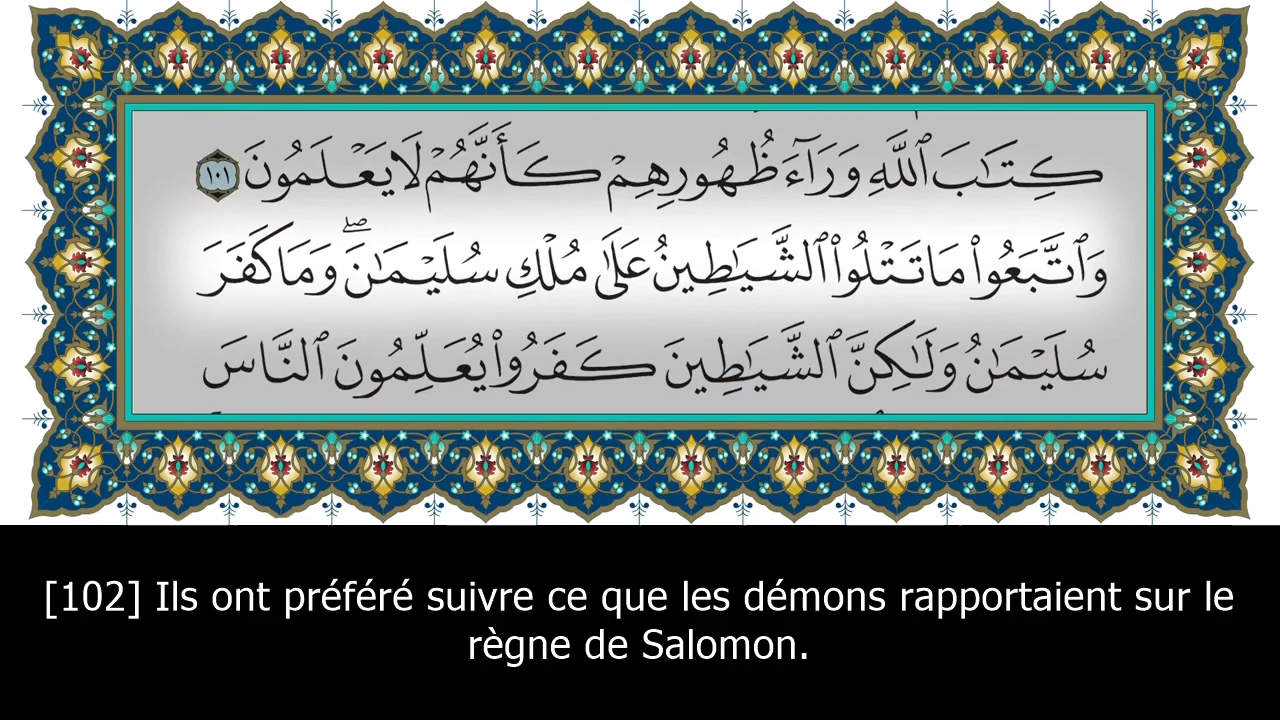 كِتَٰبَ ٱللَّهِ وَرَآءَ ظُهُورِهِمْ كَأَنَّهُمْ لَا يَعْلَمُونَ ١٠١
وَٱتَّبَعُوا۟ مَا تَتْلُوا۟ ٱلشَّيَٰطِينُ عَلَىٰ مُلْكِ سُلَيْمَٰنَ ۖ وَمَا كَفَرَ
سُلَيْمَٰنُ وَلَٰكِنَّ ٱلشَّيَٰطِينَ كَفَرُوا۟ يُعَلِّمُونَ ٱلنَّاسَ
[102] Ils ont préféré suivre ce que les démons rapportaient sur le
règne de Salomon.